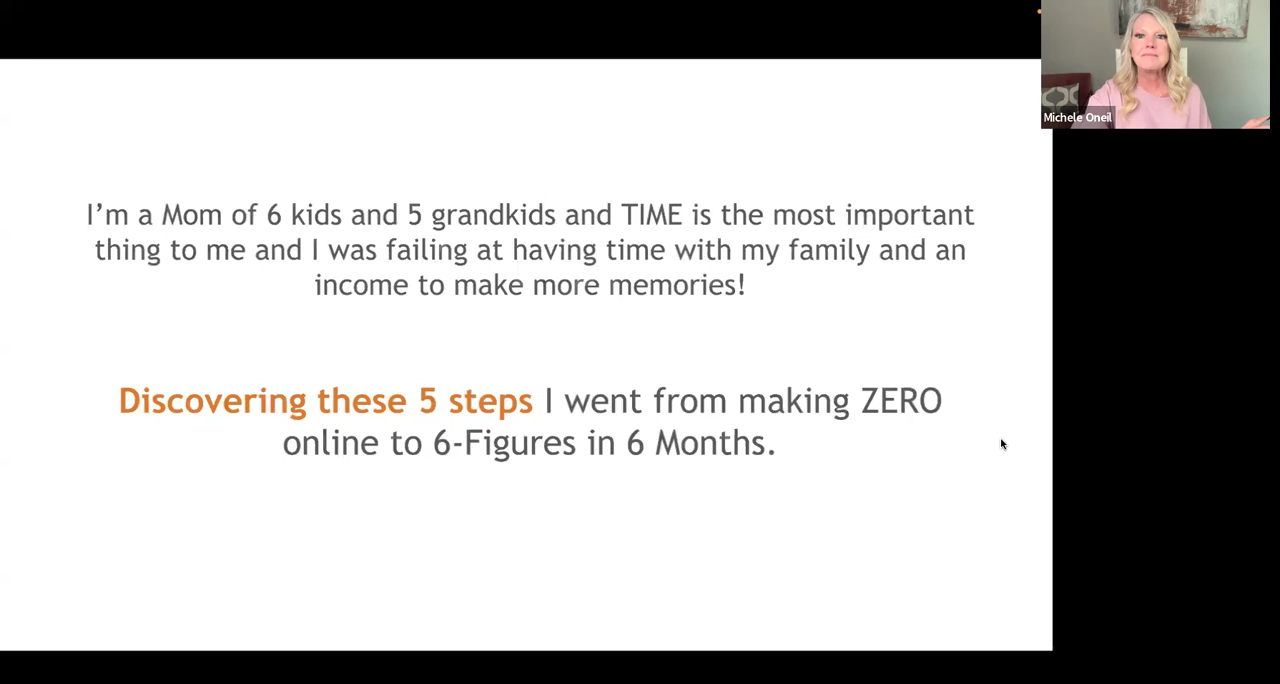 Michele Oneil
I’m a Mom of 6 kids and 5 grandkids and TIME is the most important
thing to me and I was failing at having time with my family and an
income to make more memories!
Discovering these 5 steps I went from making ZERO
online to 6-Figures in 6 Months.